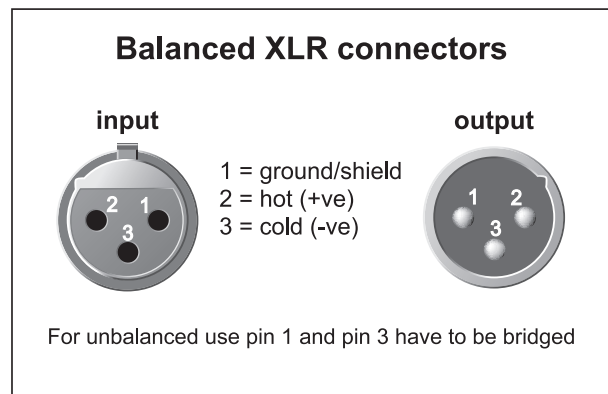 Balanced XLR connectors
input
output
1 = ground/shield
2 = hot (+ve)
3 = cold (-ve)
2 1
3
1 2
3
For unbalanced use pin 1 and pin 3 have to be bridged